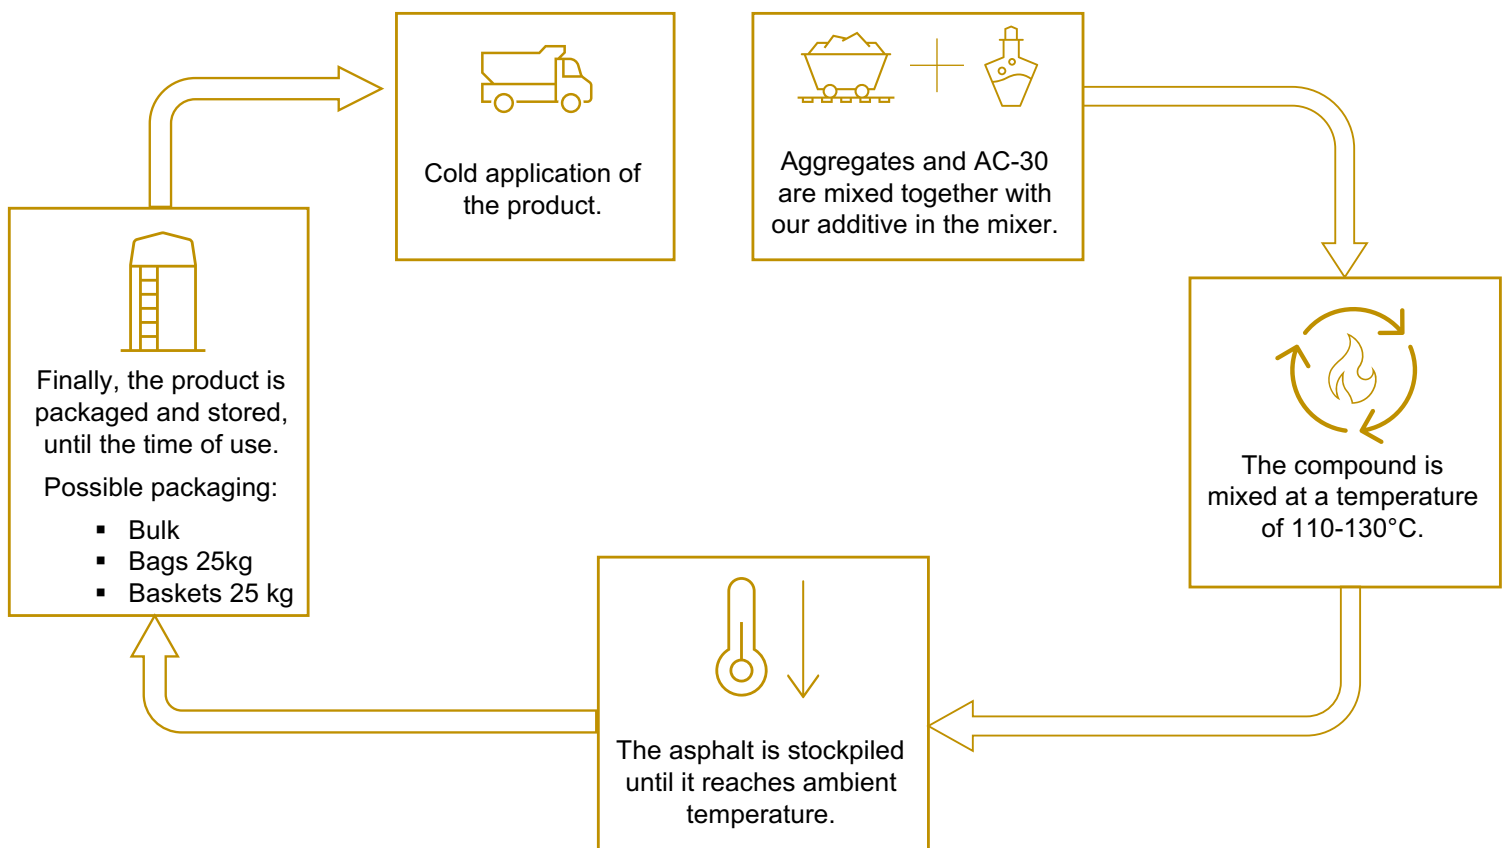 Aggregates and AC-30
are mixed together with
our additive in the mixer.
The compound is
mixed at a temperature
of 110-130°C.
The asphalt is stockpiled
until it reaches ambient
temperature.
Finally, the product is
packaged and stored,
until the time of use.
Possible packaging:
▪ Bulk
▪ Bags 25kg
▪ Baskets 25 kg
Cold application of
the product.